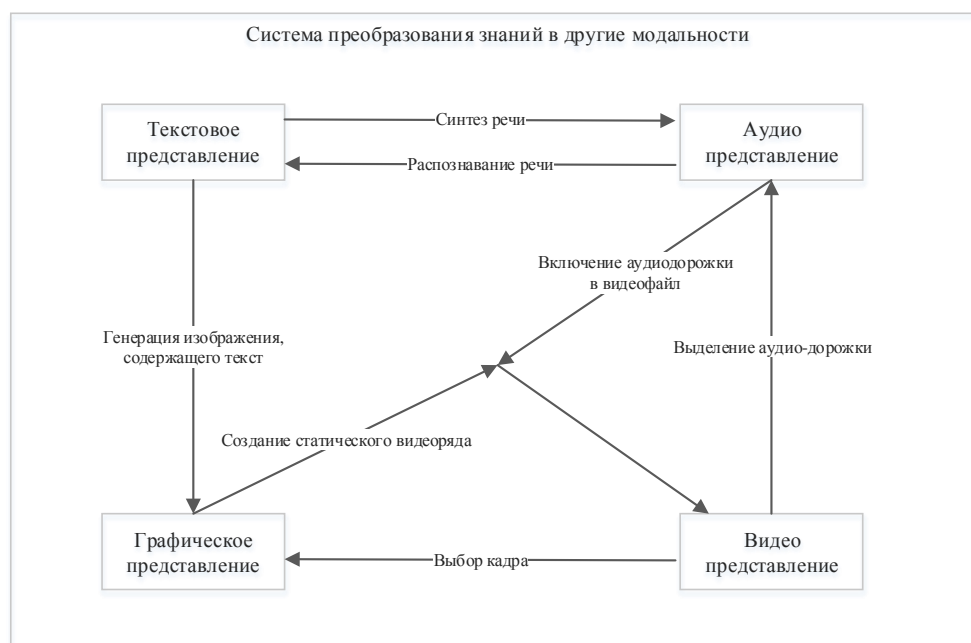 Система преобразования знаний в другие модальности
Текстовое
представление
Синтез речи
Распознавание речи
Аудио
представление
Включение аудиодорожки
в видеофайл
Генерация изображения,
содержащего текст
Выделение аудио-дорожки
Создание статического видеоряда
Графическое
представление
Выбор кадра
Видео
представление